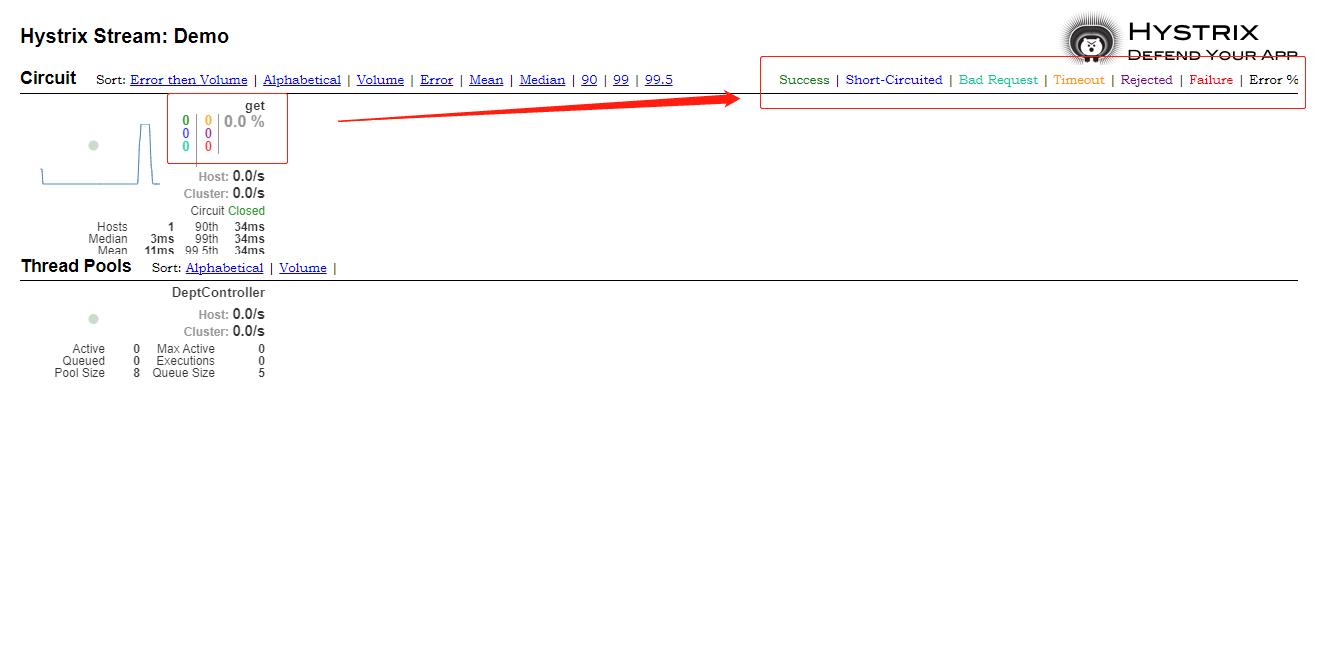 Hystrix Stream: Demo
HYSTRIX
DEFEND YOUR APP
Circuit Sort: Error then Volume | Alphabetical | Volume | Error | Mean | Median | 90 | 99 | 99.5
Success | Short-Circuited | Bad Request | Timeout | Rejected | Failure | Error %
get
0 0 0.0 %
0 0
0 0
Host: 0.0/s
Cluster: 0.0/s
Circuit Closed
Hosts 1 90th 34ms
Median 3ms 99th 34ms
Mean 11ms 99.5th 34ms
Thread Pools Sort: Alphabetical | Volume |
DeptController
Host: 0.0/s
Cluster: 0.0/s
Active 0 Max Active 0
Queued 0 Executions 0
Pool Size 8 Queue Size 5